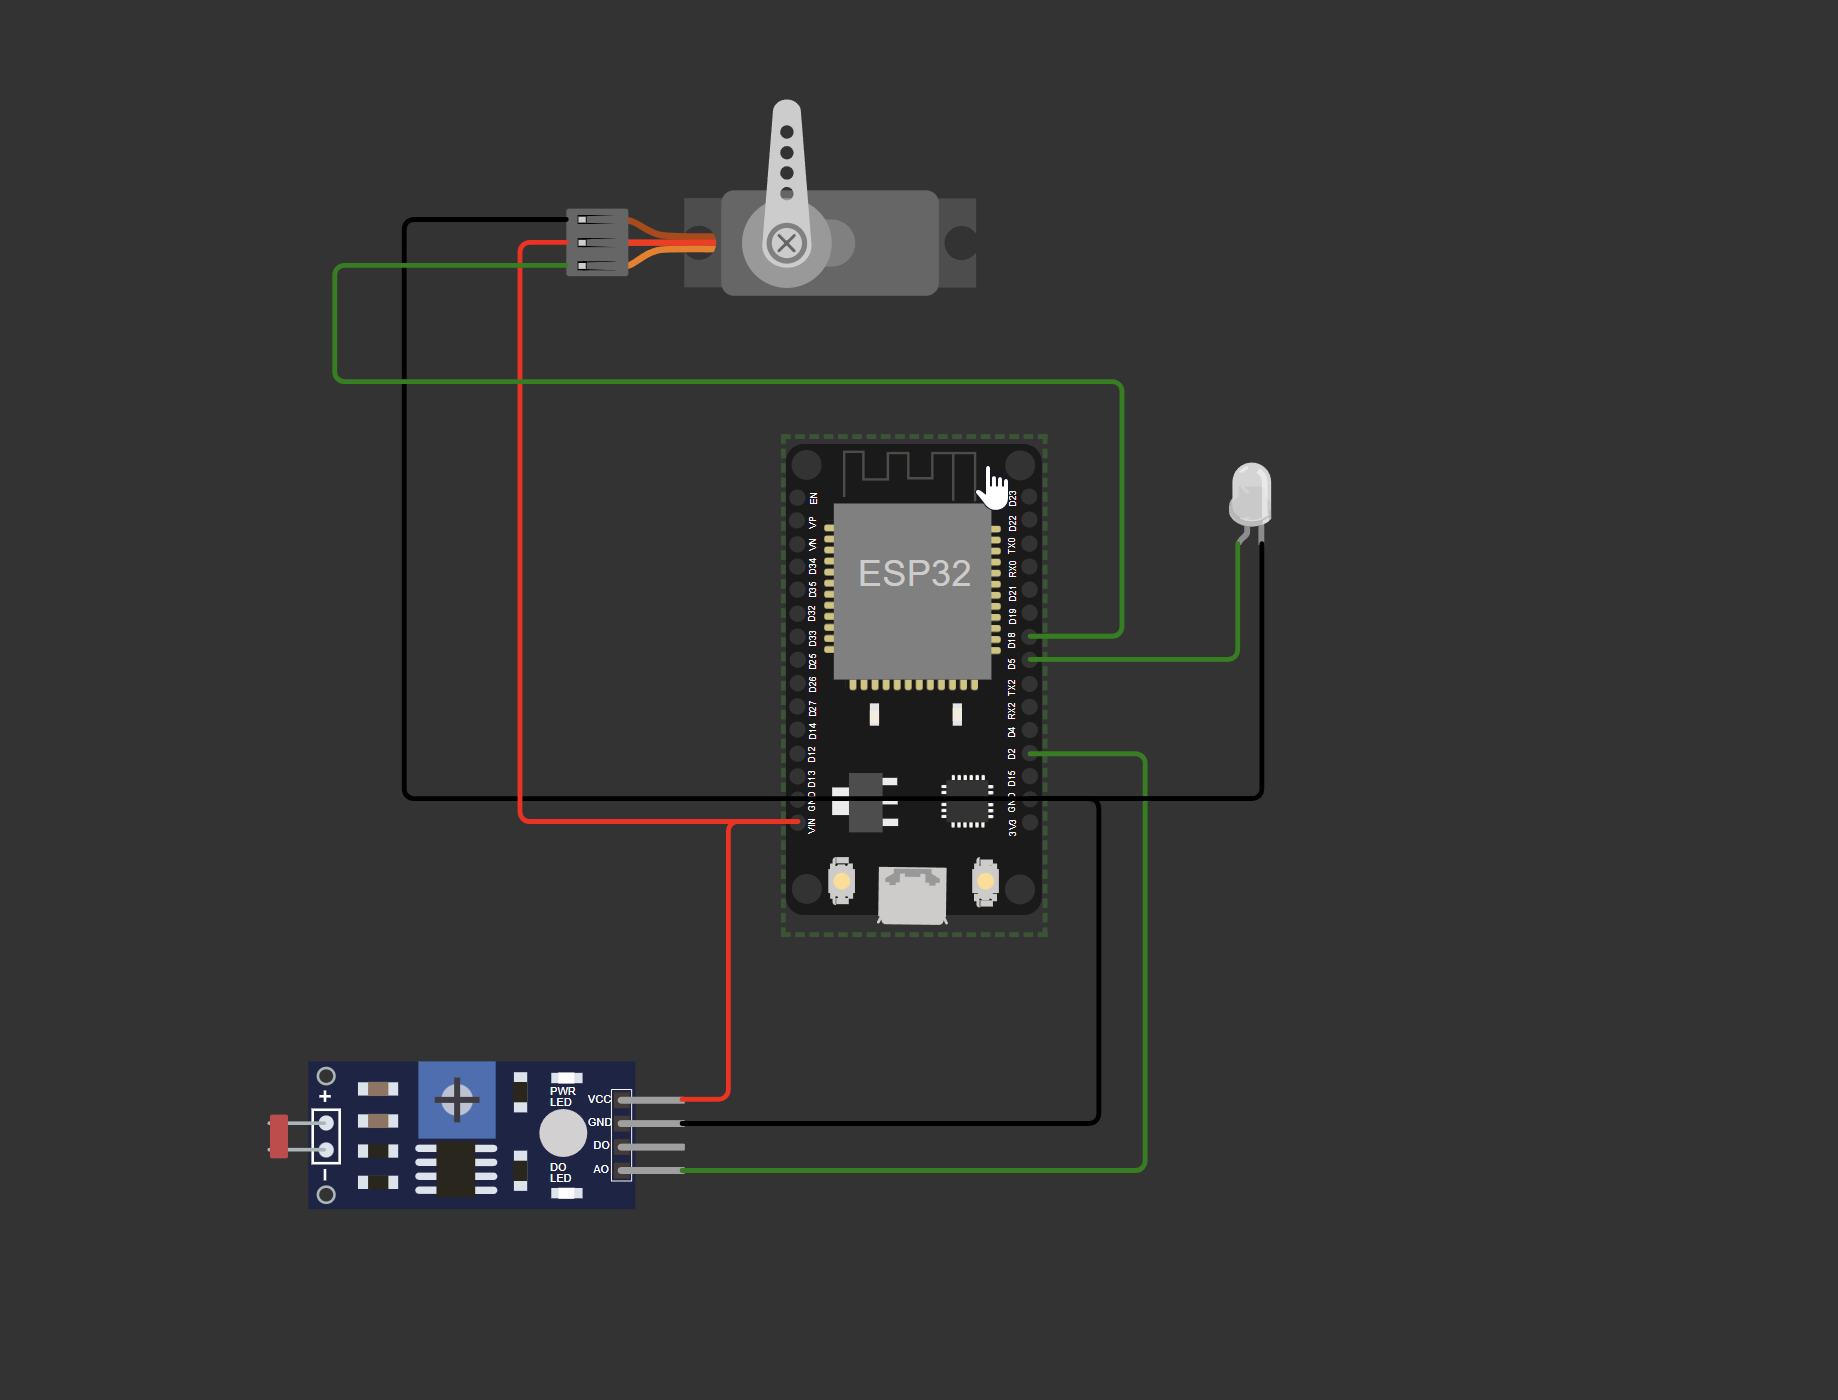 ESP32
EN
VP
VN
D34
D35
D32
D33
D25
D26
D27
D14
D12
D13
GND
VIN
D23
D22
TX0
RX0
D21
D19
D18
D5
TX2
RX2
D4
D2
D15
GND
3V3
PWR
LED
DO
LED
VCC
GND
DO
AO
+